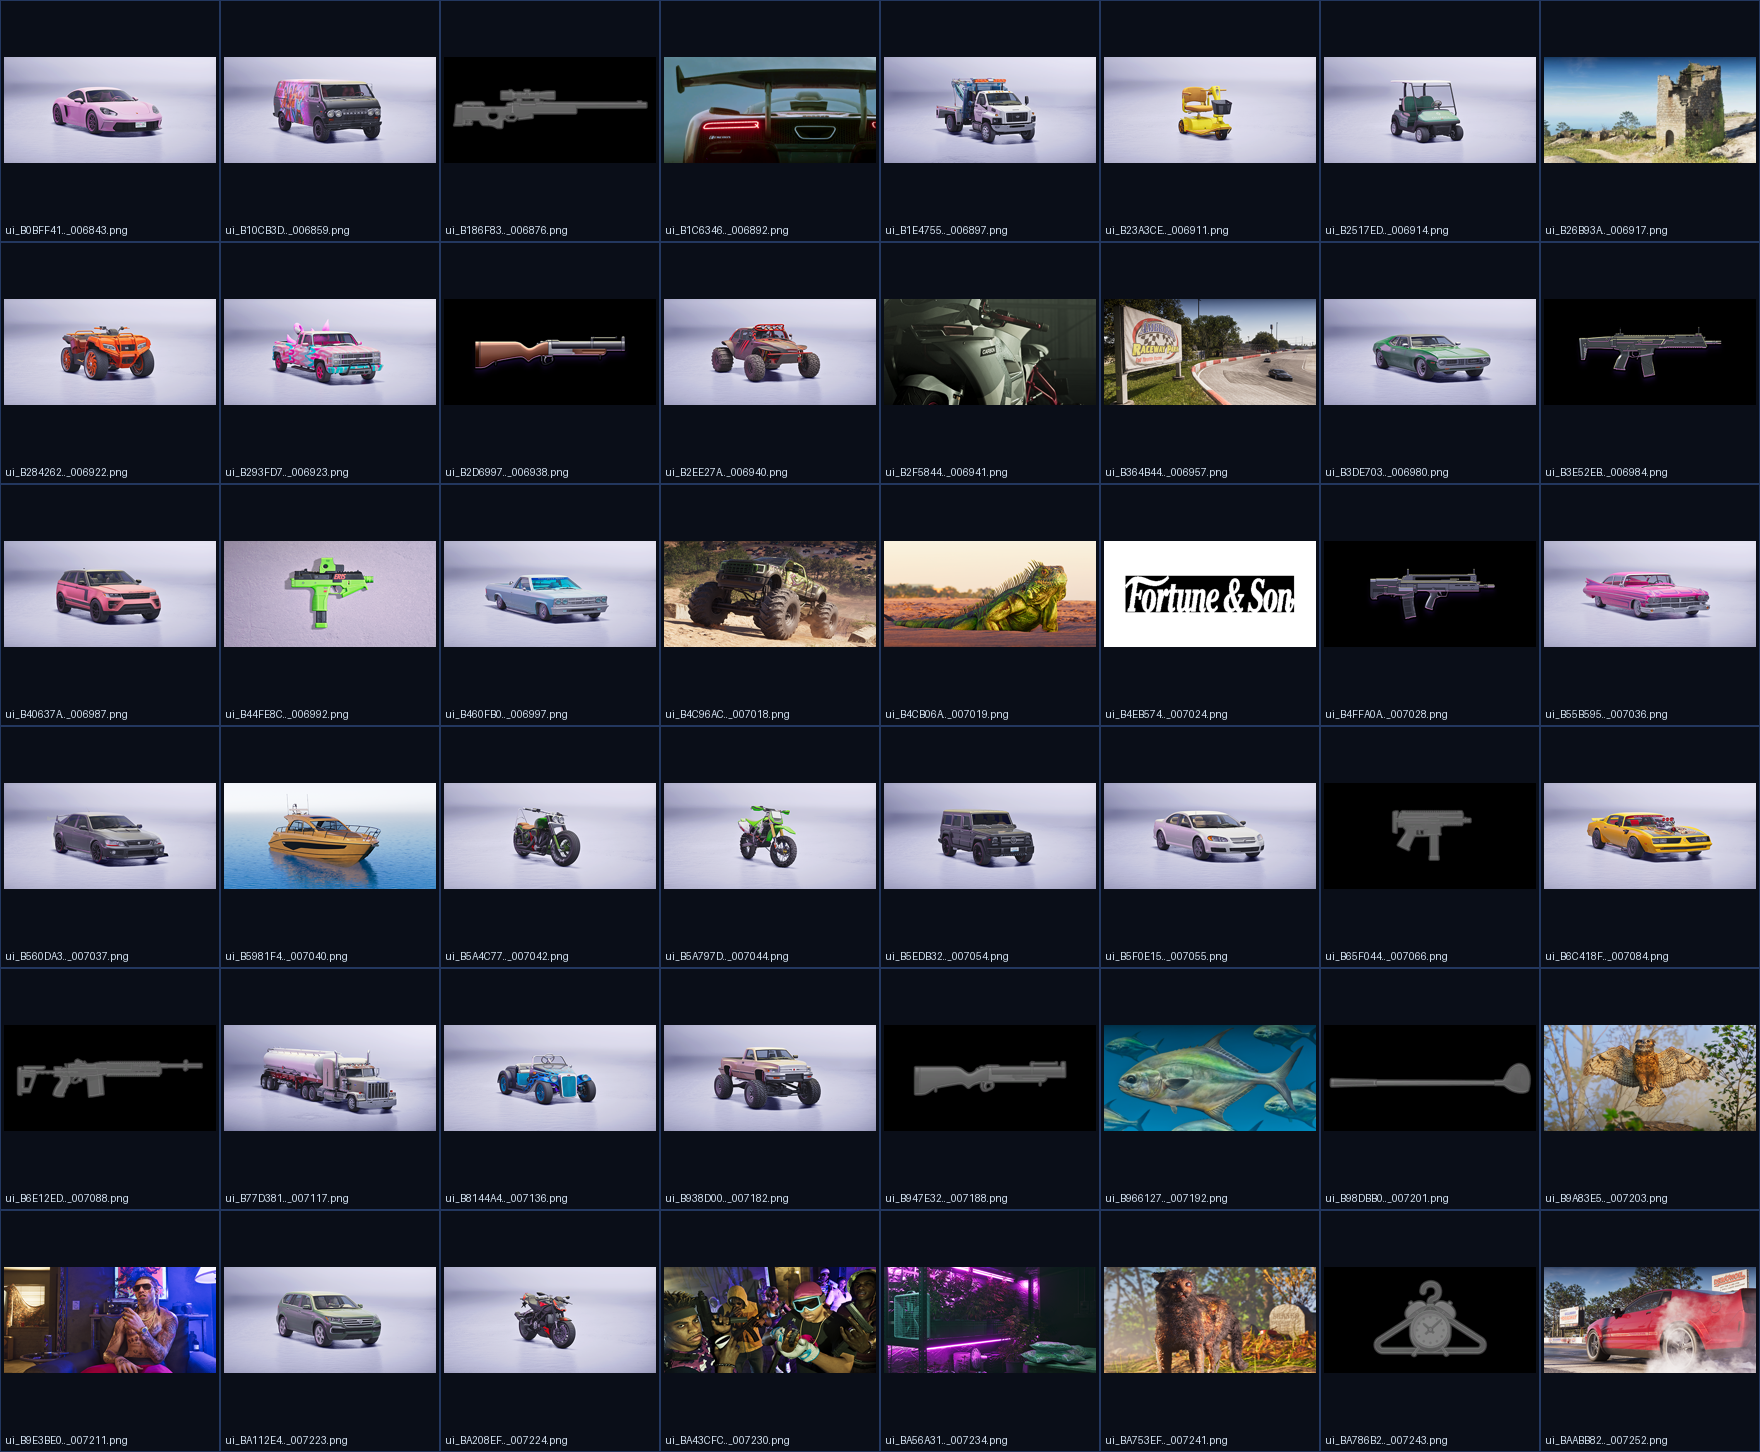 ui_B0BFF41.._006843.png
ui_B10CB3D.._006859.png
ui_B186F83.._006876.png
ui_B1C6346.._006892.png
ui_B1E4755.._006897.png
ui_B23A3CE.._006911.png
ui_B2517ED.._006914.png
ui_B26B93A.._006917.png
RACEWAY PARK
CARBON
ui_B284262.._006922.png
ui_B293FD7.._006923.png
ui_B2D6997.._006938.png
ui_B2EE27A.._006940.png
ui_B2F5844.._006941.png
ui_B364B44.._006957.png
ui_B3DE703.._006980.png
ui_B3E52EB.._006984.png
Fortune & Son
ui_B40637A.._006987.png
ui_B44FE8C.._006992.png
ui_B460FB0.._006997.png
ui_B4C96AC.._007018.png
ui_B4CB06A.._007019.png
ui_B4EB574.._007024.png
ui_B4FFA0A.._007028.png
ui_B55B595.._007036.png
ui_B560DA3.._007037.png
ui_B5981F4.._007040.png
ui_B5A4C77.._007042.png
ui_B5A797D.._007044.png
ui_B5EDB32.._007054.png
ui_B5F0E15.._007055.png
ui_B65F044.._007066.png
ui_B6C418F.._007084.png
ui_B6E12ED.._007088.png
ui_B77D381.._007117.png
ui_B8144A4.._007136.png
ui_B938D00.._007182.png
ui_B947E32.._007188.png
ui_B966127.._007192.png
ui_B98DBB0.._007201.png
ui_B9A83E5.._007203.png
ui_B9E3BE0.._007211.png
ui_BA112E4.._007223.png
ui_BA208EF.._007224.png
ui_BA43CFC.._007230.png
ui_BA56A31.._007234.png
ui_BA753EF.._007241.png
ui_BA786B2.._007243.png
ui_BAABB82.._007252.png